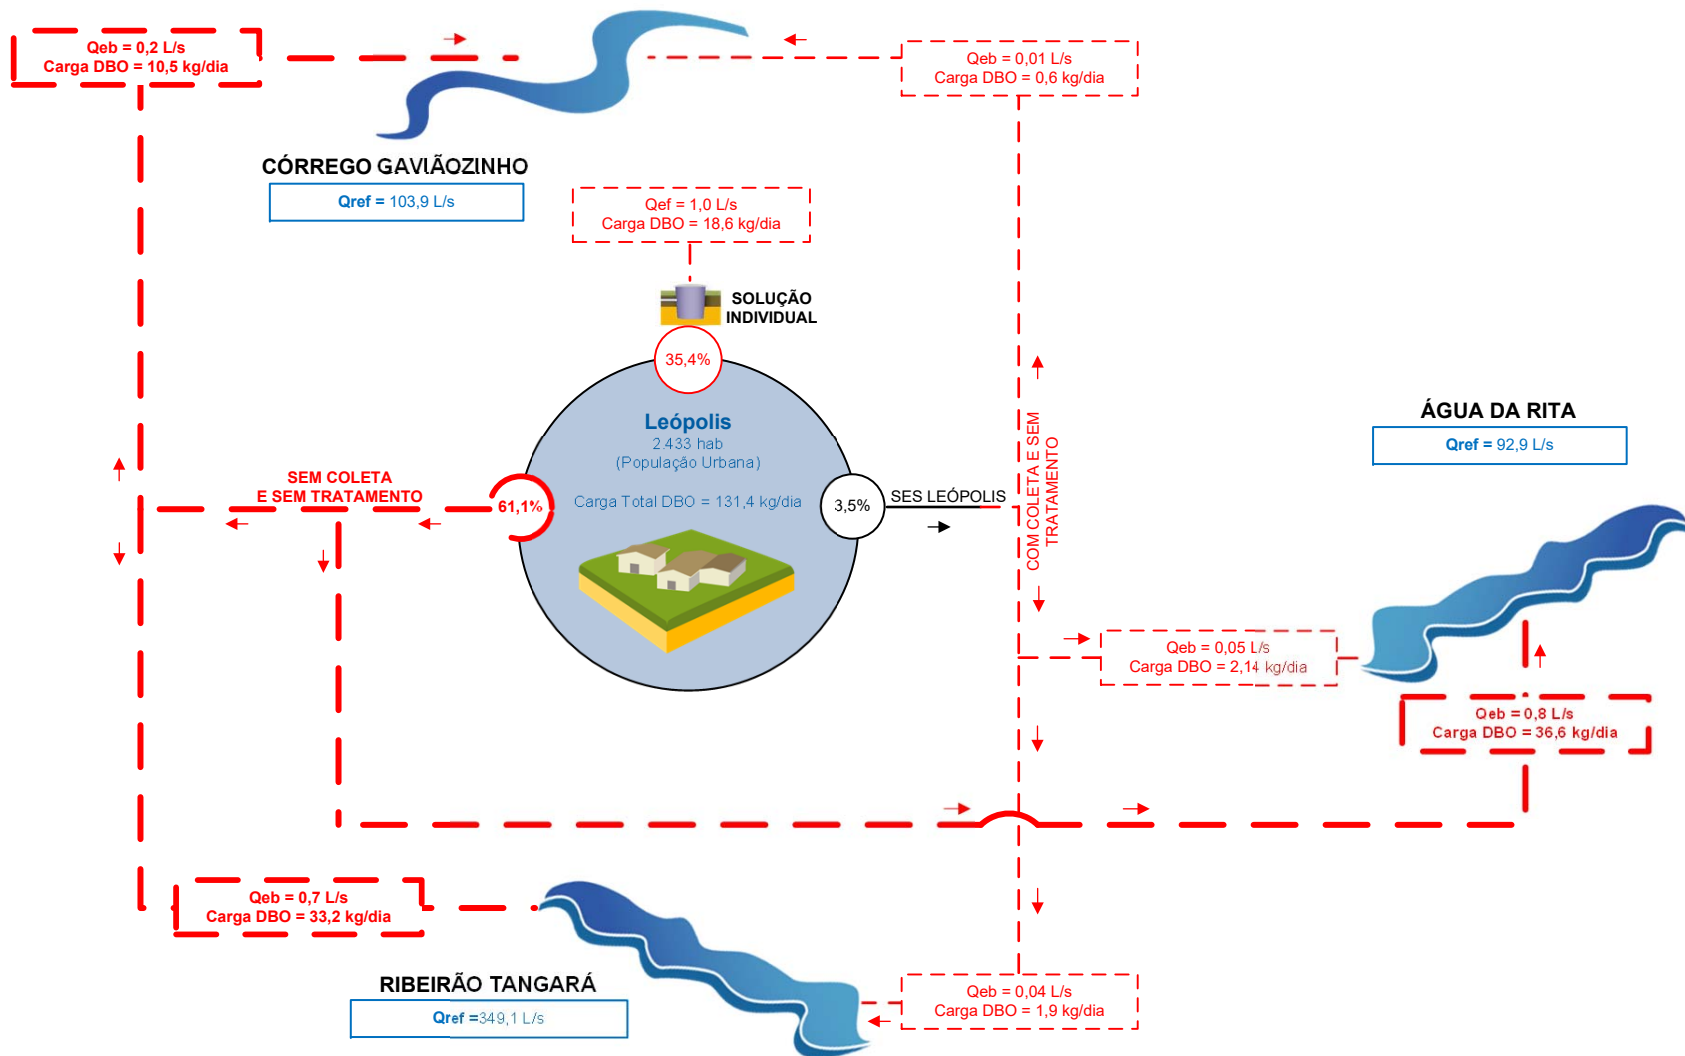 Qeb = 0,2 L/s
Carga DBO = 10,5 kg/dia
Qeb = 0,01 L/s
Carga DBO = 0,6 kg/dia
CÓRREGO GAVIÃOZINHO
Qref = 103,9 L/s
Qef = 1,0 L/s
Carga DBO = 18,6 kg/dia
SOLUÇÃO
INDIVIDUAL
35,4%
Leópolis
2.433 hab
(População Urbana)
Carga Total DBO = 131,4 kg/dia
SEM COLETA
E SEM TRATAMENTO
61,1%
3,5%
SES LEÓPOLIS
COM COLETA E SEM
TRATAMENTO
ÁGUA DA RITA
Qref = 92,9 L/s
Qeb = 0,05 L/s
Carga DBO = 2,14 kg/dia
Qeb = 0,8 L/s
Carga DBO = 36,6 kg/dia
Qeb = 0,7 L/s
Carga DBO = 33,2 kg/dia
RIBEIRÃO TANGARÁ
Qref =349,1 L/s
Qeb = 0,04 L/s
Carga DBO = 1,9 kg/dia